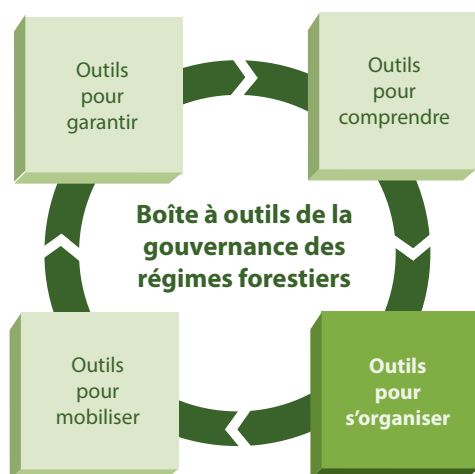 Outils
pour
garantir
Outils
pour
comprendre
Boîte à outils de la
gouvernance des
régimes forestiers
Outils
pour
mobiliser
Outils
pour
s’organiser